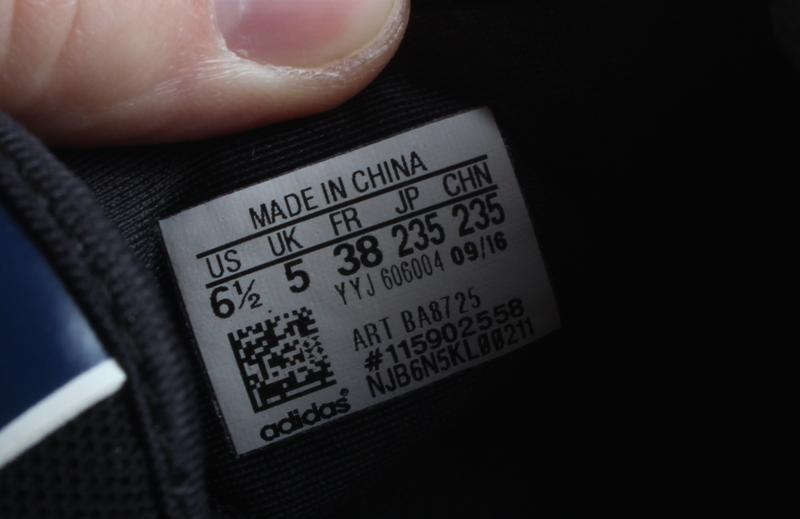 MADE IN CHINA
US UK FR JP CHN
6½ 5 38 235 235
YYJ 606004 09/16
ART BA8725
#115902558
NJB6N5KL00211
adidas®